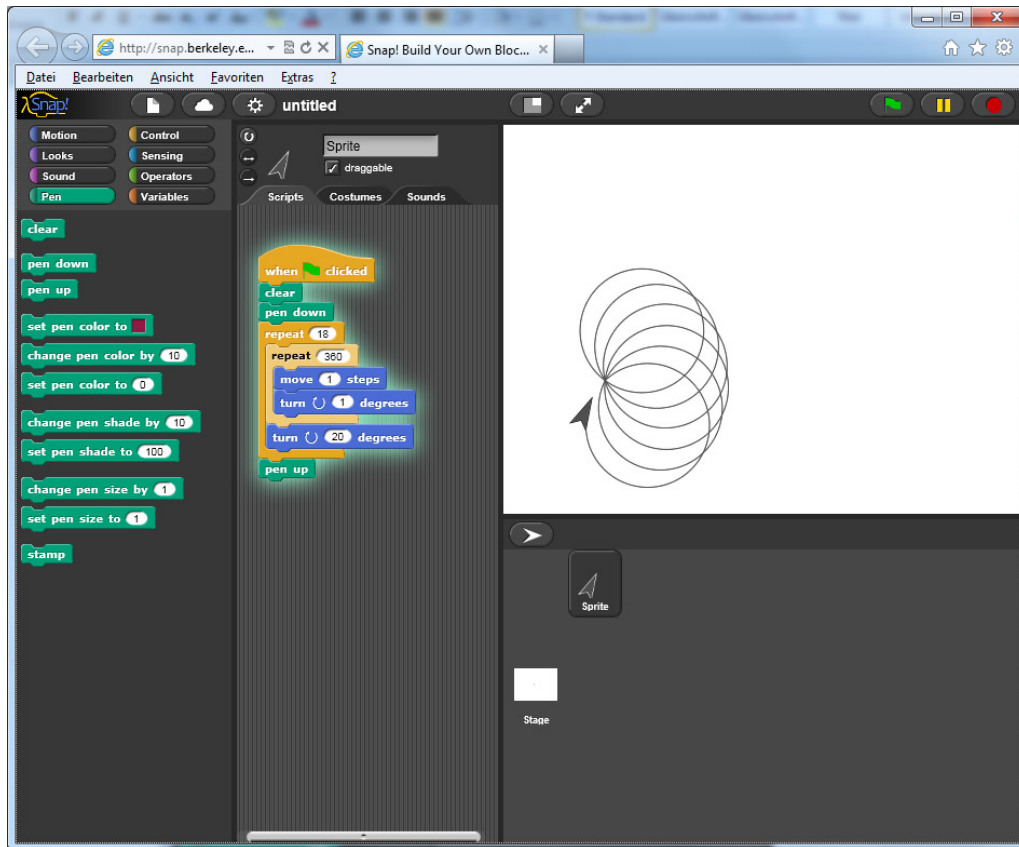 http://snap.berkeley.e...
Snap! Build Your Own Bloc...
Datei Bearbeiten Ansicht Favoriten Extras ?
λSnap! untitled
Motion Control
Looks Sensing
Sound Operators
Pen Variables
Sprite
draggable
Scripts Costumes Sounds
clear
pen down
pen up
set pen color to
change pen color by 10
set pen color to 0
change pen shade by 10
set pen shade to 100
change pen size by 1
set pen size to 1
stamp
when clicked
clear
pen down
repeat 18
repeat 360
move 1 steps
turn 1 degrees
turn 20 degrees
pen up
Sprite
Stage